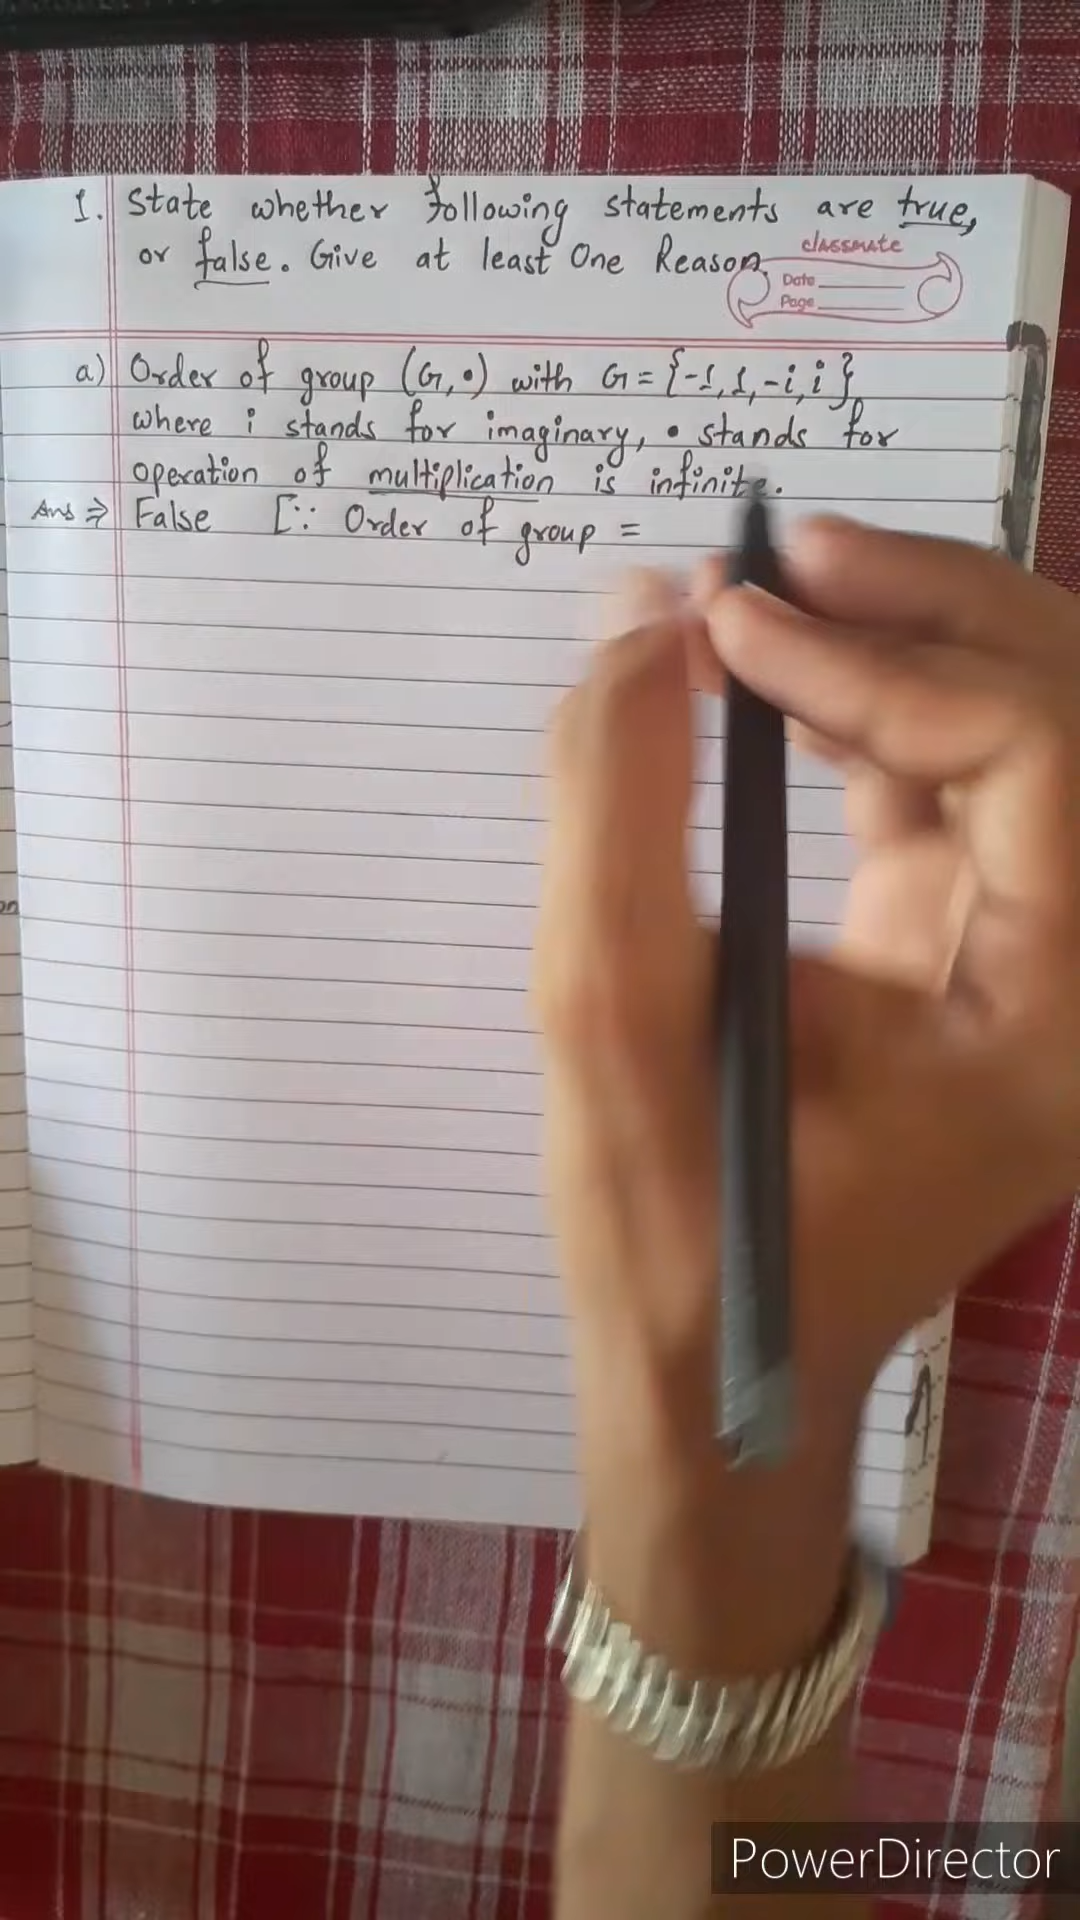 1. State whether following statements are true,
or false. Give at least One Reason.
classmate
Date
Page
a) Order of group (G, •) with G = {-1, 1, -i, i}
where i stands for imaginary, • stands for
operation of multiplication is infinite.
Ans ⇒ False [∵ Order of group =
on
PowerDirector